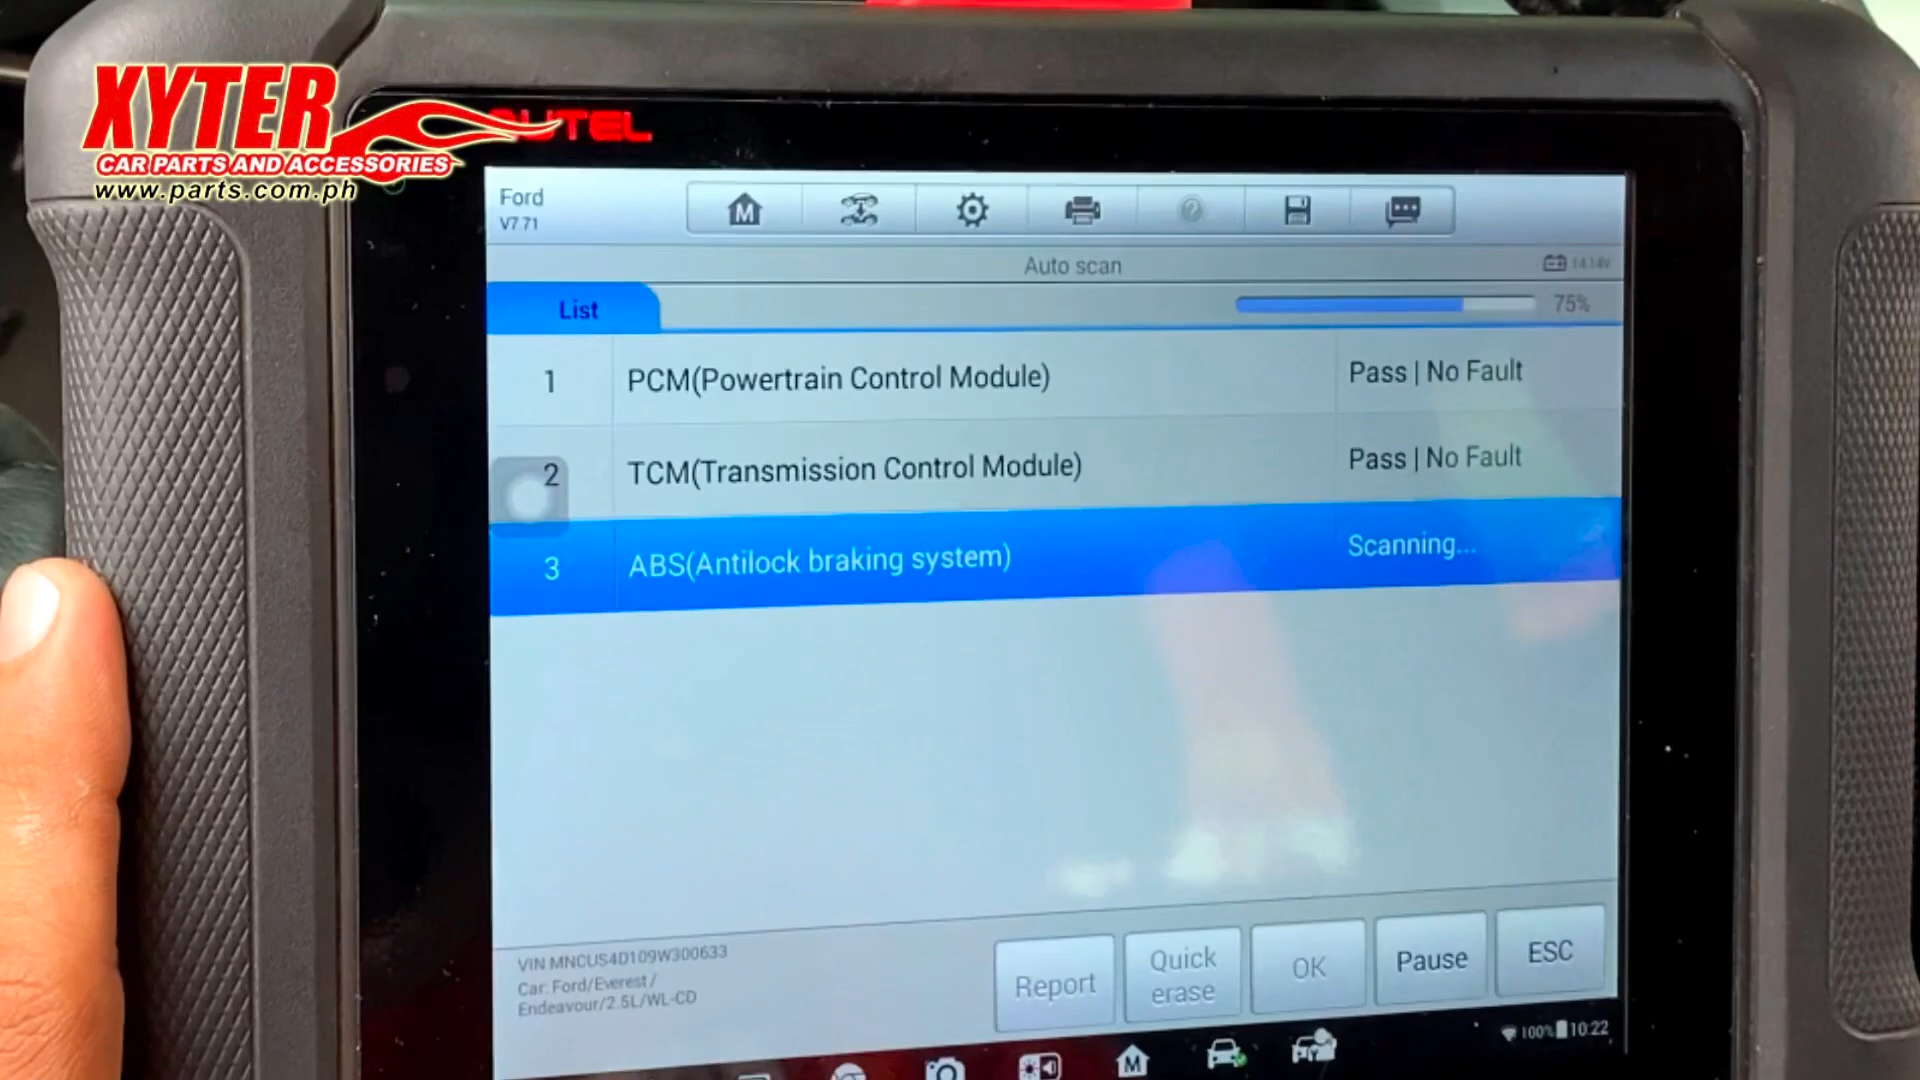 XYTER
CAR PARTS AND ACCESSORIES
www.parts.com.ph
AUTEL
Ford
V7.71
M
Auto scan
14.14V
List
75%
1 PCM(Powertrain Control Module) Pass | No Fault
2 TCM(Transmission Control Module) Pass | No Fault
3 ABS(Antilock braking system) Scanning...
VIN:MNCUS4D109W300633
Car: Ford/Everest /
Endeavour/2.5L/WL-CD
Report
Quick
erase
OK
Pause
ESC
M
100% 10:22